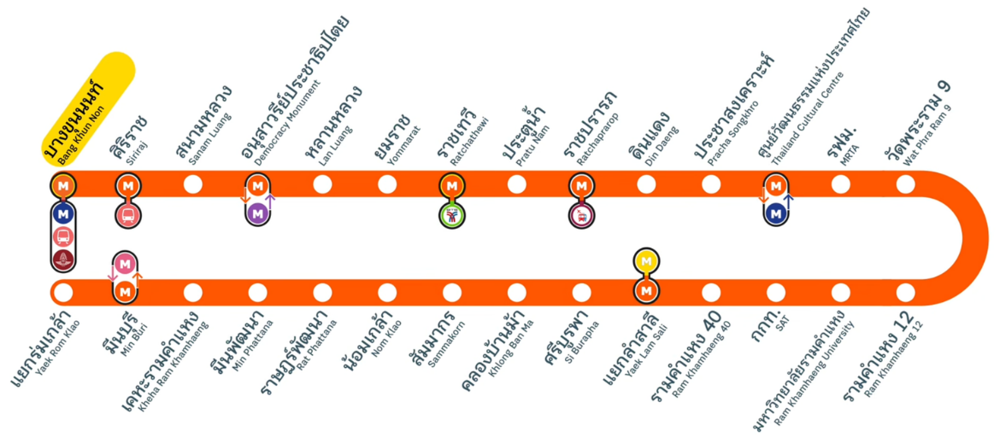 บางขุนนนท์
Bang Khun Non
ศิริราช
Siriraj
สนามหลวง
Sanam Luang
อนุสาวรีย์ประชาธิปไตย
Democracy Monument
หลานหลวง
Lan Luang
ยมราช
Yommarat
ราชเทวี
Ratchathewi
ประตูน้ำ
Pratu Nam
ราชปรารภ
Ratchaprarop
ดินแดง
Din Daeng
ประชาสงเคราะห์
Pracha Songkhro
ศูนย์วัฒนธรรมแห่งประเทศไทย
Thailand Cultural Centre
รฟม.
MRTA
วัดพระราม 9
Wat Phra Ram 9
M
M
M
M
M
M
M
M
M
M
M
M
M
แยกร่มเกล้า
Yaek Rom Klao
มีนบุรี
Min Buri
เคหะรามคำแหง
Kheha Ram Khamhaeng
มีนพัฒนา
Min Phattana
ราษฎร์พัฒนา
Rat Phattana
น้อมเกล้า
Nom Klao
สัมมากร
Sammakorn
คลองบ้านม้า
Khlong Ban Ma
ศรีบูรพา
Si Burapha
แยกลำสาลี
Yaek Lam Sali
รามคำแหง 40
Ram Khamhaeng 40
กกท.
SAT
มหาวิทยาลัยรามคำแหง
Ram Khamhaeng University
รามคำแหง 12
Ram Khamhaeng 12